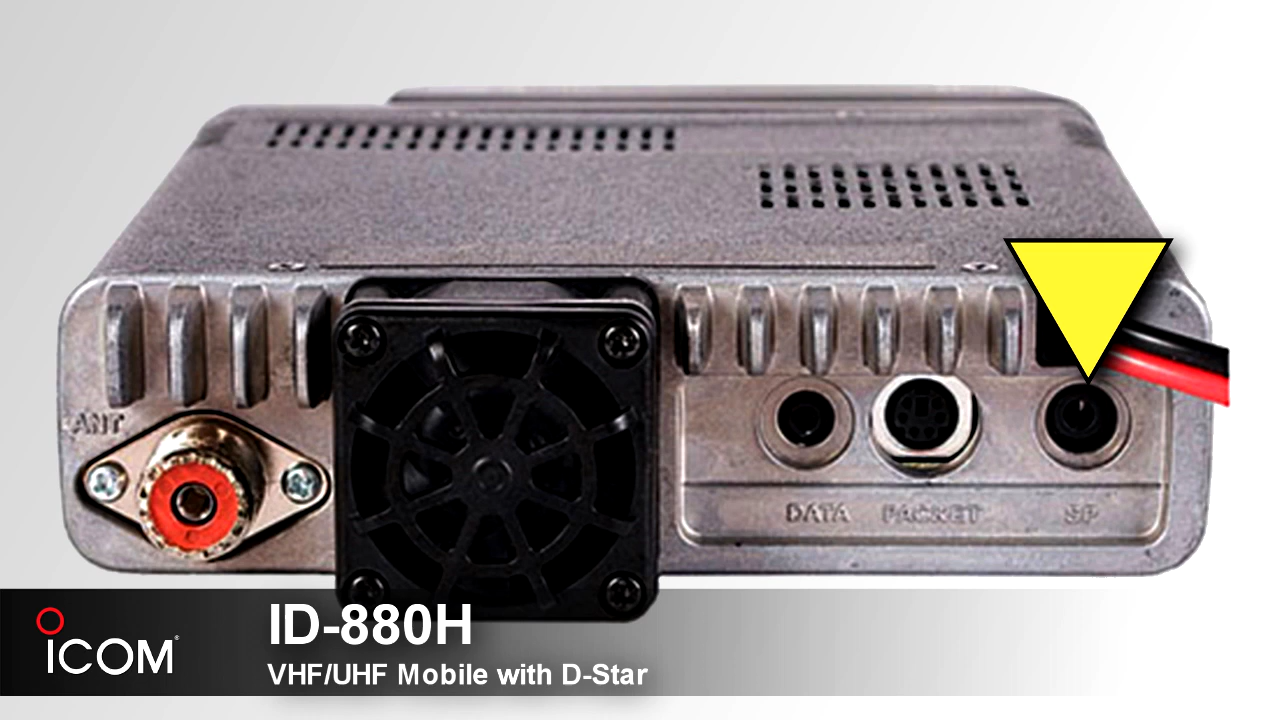 ANT
DATA PACKET SP
ICOM®
ID-880H
VHF/UHF Mobile with D-Star